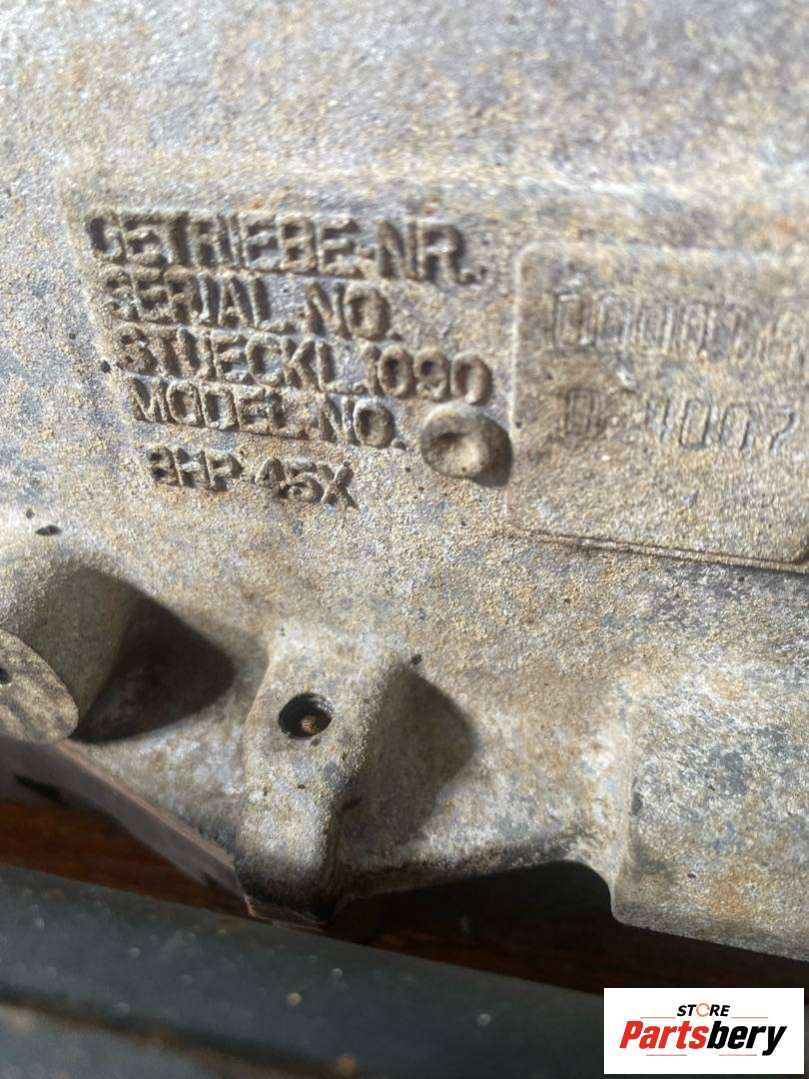 GETRIEBE-NR.
SERIAL-NO.
STUECKL.1090
MODEL-NO.
8HP 45X
STORE
Partsbery